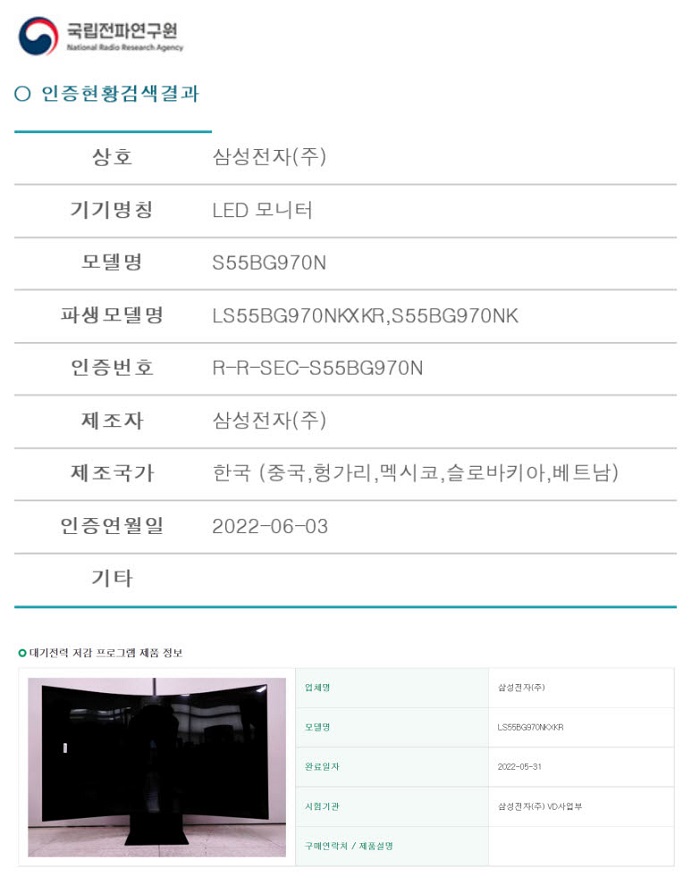 국립전파연구원
National Radio Research Agency
인증현황검색결과
상호 삼성전자(주)
기기명칭 LED 모니터
모델명 S55BG970N
파생모델명 LS55BG970NKXKR,S55BG970NK
인증번호 R-R-SEC-S55BG970N
제조자 삼성전자(주)
제조국가 한국 (중국,헝가리,멕시코,슬로바키아,베트남)
인증연월일 2022-06-03
기타
대기전력 저감 프로그램 제품 정보
업체명 삼성전자(주)
모델명 LS55BG970NKXKR
완료일자 2022-05-31
시험기관 삼성전자(주) VD사업부
구매연락처 / 제품설명